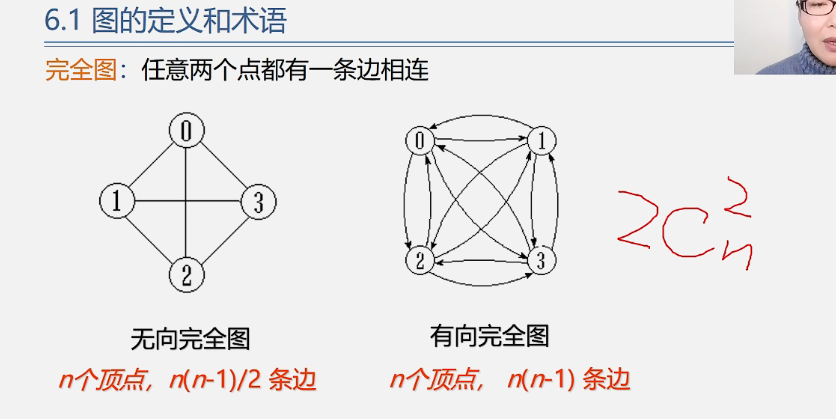 6.1 图的定义和术语
完全图：任意两个点都有一条边相连
0
1
3
2
0
1
2
3
2C²ₙ
无向完全图
有向完全图
n个顶点，n(n-1)/2 条边
n个顶点， n(n-1) 条边